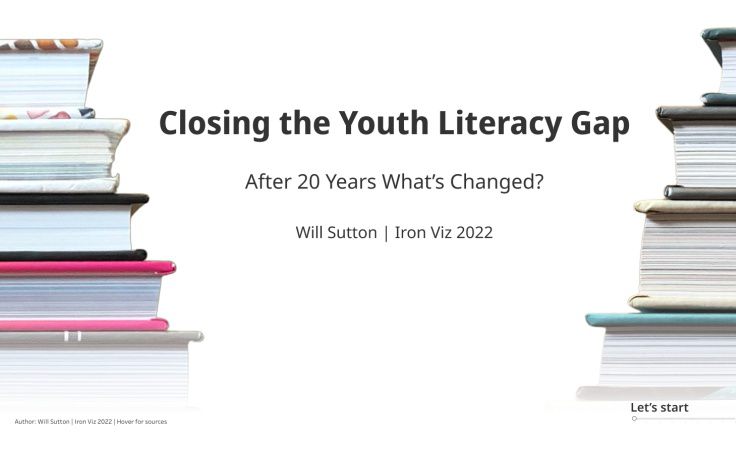 Closing the Youth Literacy Gap
After 20 Years What's Changed?
Will Sutton | Iron Viz 2022
Let's start
Author: Will Sutton | Iron Viz 2022 | Hover for sources